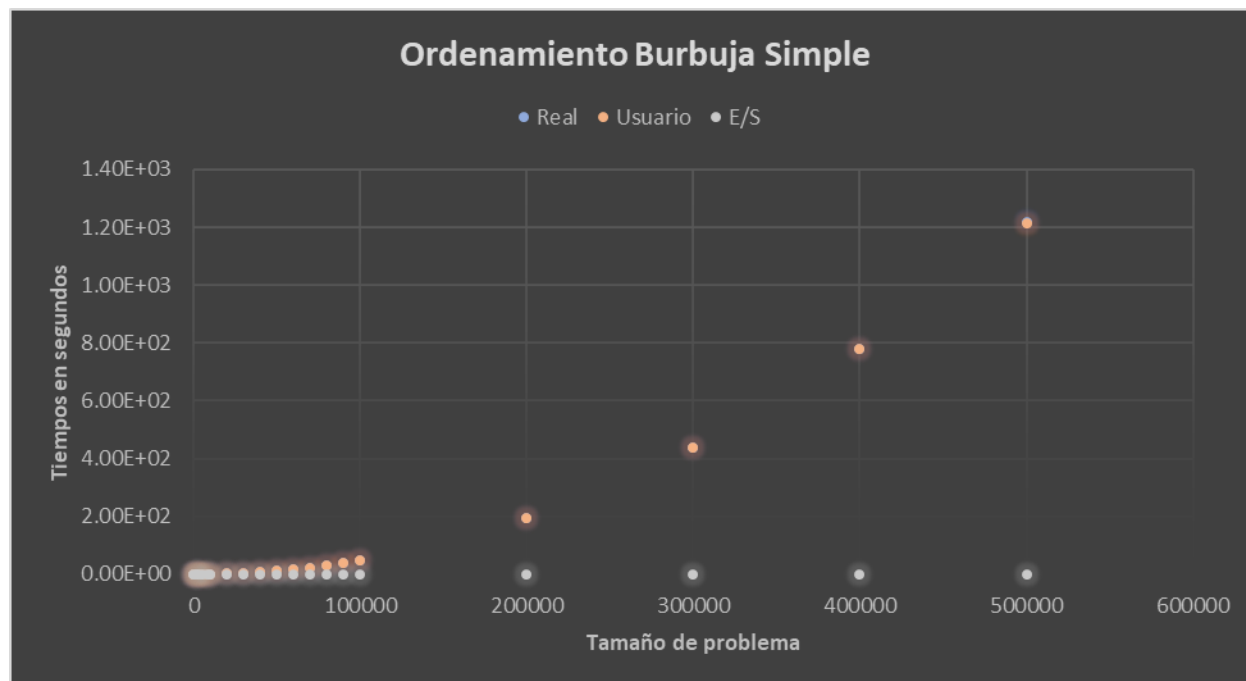 Ordenamiento Burbuja Simple
Real Usuario E/S
Tiempos en segundos
1.40E+03
1.20E+03
1.00E+03
8.00E+02
6.00E+02
4.00E+02
2.00E+02
0.00E+00
0 100000 200000 300000 400000 500000 600000
Tamaño de problema